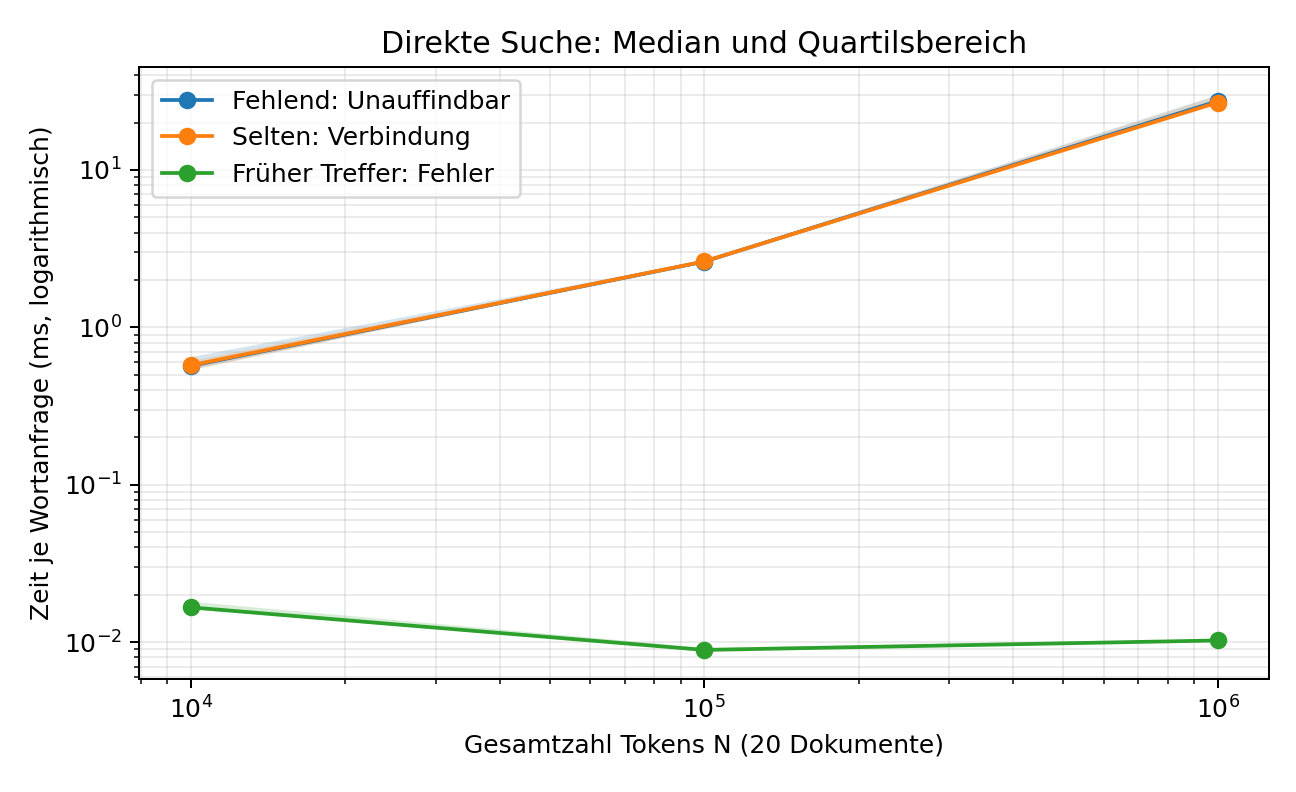 Direkte Suche: Median und Quartilsbereich
Fehlend: Unauffindbar
Selten: Verbindung
Früher Treffer: Fehler
Zeit je Wortanfrage (ms, logarithmisch)
10¹
10⁰
10⁻¹
10⁻²
10⁴ 10⁵ 10⁶
Gesamtzahl Tokens N (20 Dokumente)